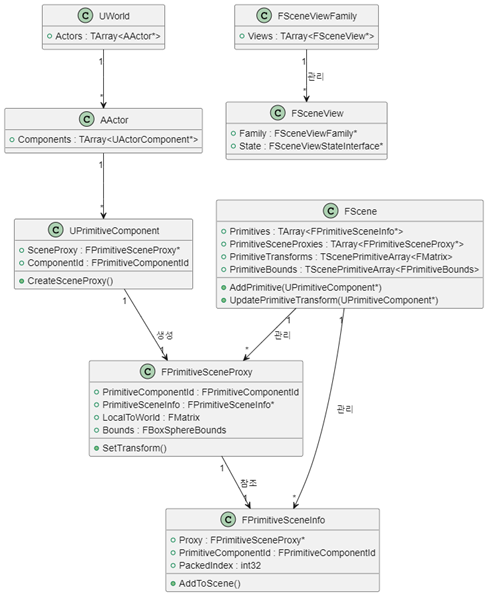 C UWorld
Actors : TArray<AActor*>
C FSceneViewFamily
Views : TArray<FSceneView*>
1
*
1
관리
*
C AActor
Components : TArray<UActorComponent*>
C FSceneView
Family : FSceneViewFamily*
State : FSceneViewStateInterface*
1
*
C UPrimitiveComponent
SceneProxy : FPrimitiveSceneProxy*
ComponentId : FPrimitiveComponentId
CreateSceneProxy()
C FScene
Primitives : TArray<FPrimitiveSceneInfo*>
PrimitiveSceneProxies : TArray<FPrimitiveSceneProxy*>
PrimitiveTransforms : TScenePrimitiveArray<FMatrix>
PrimitiveBounds : TScenePrimitiveArray<FPrimitiveBounds>
AddPrimitive(UPrimitiveComponent*)
UpdatePrimitiveTransform(UPrimitiveComponent*)
1
생성
1
1
관리
*
1
관리
*
C FPrimitiveSceneProxy
PrimitiveComponentId : FPrimitiveComponentId
PrimitiveSceneInfo : FPrimitiveSceneInfo*
LocalToWorld : FMatrix
Bounds : FBoxSphereBounds
SetTransform()
1
참조
1
C FPrimitiveSceneInfo
Proxy : FPrimitiveSceneProxy*
PrimitiveComponentId : FPrimitiveComponentId
PackedIndex : int32
AddToScene()